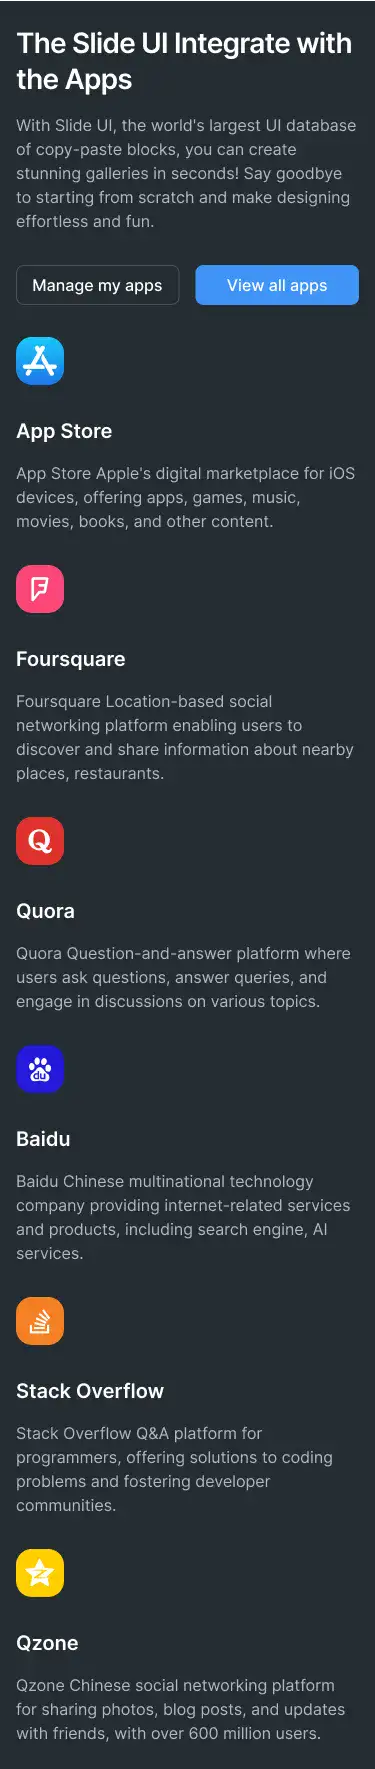 The Slide UI Integrate with
the Apps
With Slide UI, the world's largest UI database
of copy-paste blocks, you can create
stunning galleries in seconds! Say goodbye
to starting from scratch and make designing
effortless and fun.
Manage my apps View all apps
App Store
App Store Apple's digital marketplace for iOS
devices, offering apps, games, music,
movies, books, and other content.
Foursquare
Foursquare Location-based social
networking platform enabling users to
discover and share information about nearby
places, restaurants.
Q
Quora
Quora Question-and-answer platform where
users ask questions, answer queries, and
engage in discussions on various topics.
du
Baidu
Baidu Chinese multinational technology
company providing internet-related services
and products, including search engine, AI
services.
Stack Overflow
Stack Overflow Q&A platform for
programmers, offering solutions to coding
problems and fostering developer
communities.
Qzone
Qzone Chinese social networking platform
for sharing photos, blog posts, and updates
with friends, with over 600 million users.